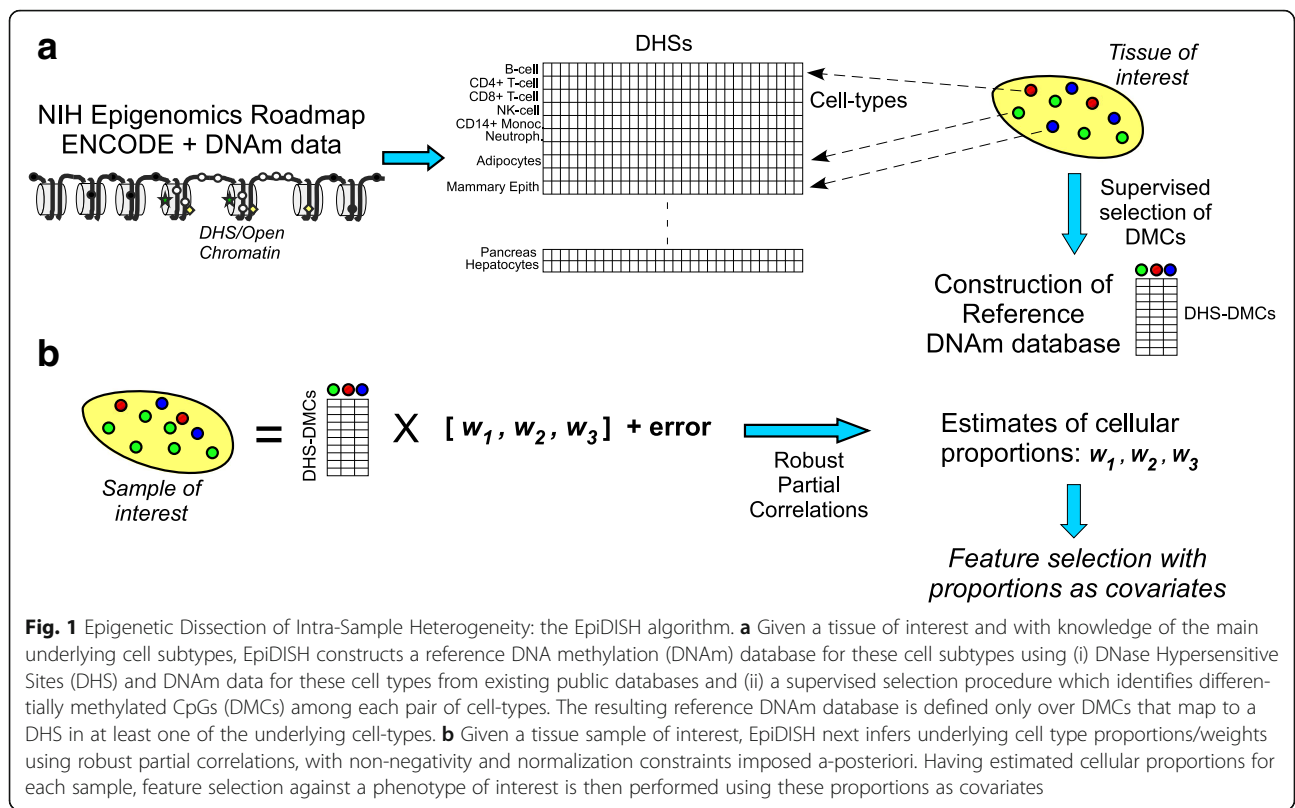 a
NIH Epigenomics Roadmap
ENCODE + DNAm data
DHS/Open
Chromatin
DHSs
B-cell
CD4+ T-cell
CD8+ T-cell
NK-cell
CD14+ Monoc.
Neutroph.
Adipocytes
Mammary Epith
Pancreas
Hepatocytes
Cell-types
Tissue of
interest
Supervised
selection of
DMCs
Construction of
Reference
DNAm database
DHS-DMCs
b
Sample of
interest
=
DHS-DMCs
X
[ w1 , w2 , w3 ] + error
Robust
Partial
Correlations
Estimates of cellular
proportions: w1 , w2 , w3
Feature selection with
proportions as covariates
Fig. 1 Epigenetic Dissection of Intra-Sample Heterogeneity: the EpiDISH algorithm. a Given a tissue of interest and with knowledge of the main
underlying cell subtypes, EpiDISH constructs a reference DNA methylation (DNAm) database for these cell subtypes using (i) DNase Hypersensitive
Sites (DHS) and DNAm data for these cell types from existing public databases and (ii) a supervised selection procedure which identifies differen-
tially methylated CpGs (DMCs) among each pair of cell-types. The resulting reference DNAm database is defined only over DMCs that map to a
DHS in at least one of the underlying cell-types. b Given a tissue sample of interest, EpiDISH next infers underlying cell type proportions/weights
using robust partial correlations, with non-negativity and normalization constraints imposed a-posteriori. Having estimated cellular proportions for
each sample, feature selection against a phenotype of interest is then performed using these proportions as covariates